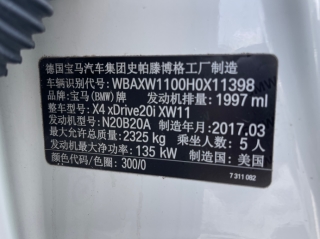 德国宝马汽车集团史帕滕博格工厂制造
车辆识别代号: WBAXW1100H0X11398
品牌: 宝马(BMW)牌 发动机排量: 1997 ml
整车型号: X4 xDrive20i XW11
发动机型号: N20B20A 制造年月: 2017.03
最大允许总质量: 2325 kg 乘坐人数: 5 人
发动机最大净功率: 135 kW 制造国: 美国
颜色代码/色圈: 300/0
7 311 082